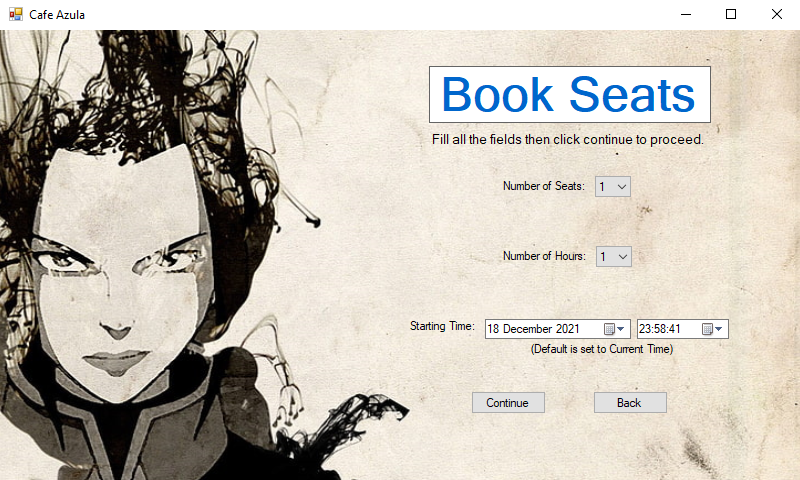 Cafe Azula
Book Seats
Fill all the fields then click continue to proceed.
Number of Seats: 1
Number of Hours: 1
Starting Time: 18 December 2021 23:58:41
(Default is set to Current Time)
Continue Back